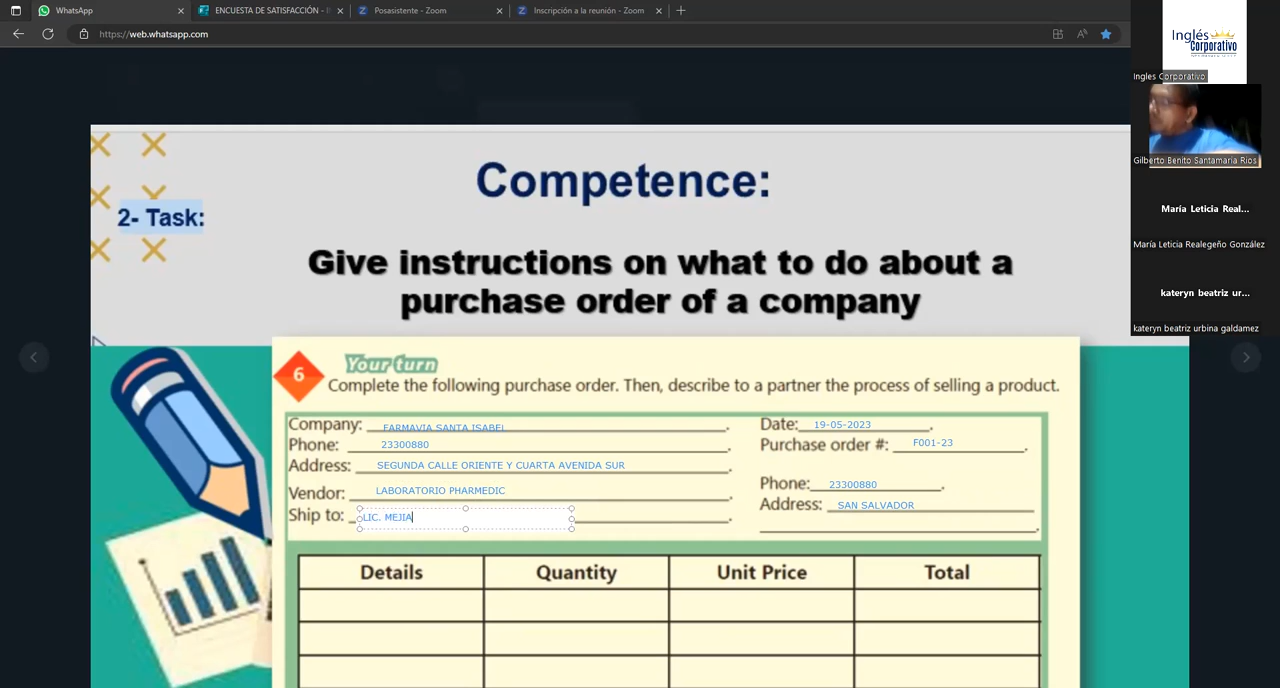 WhatsApp
ENCUESTA DE SATISFACCIÓN - I
Posasistente - Zoom
Inscripción a la reunión - Zoom
https://web.whatsapp.com
Inglés
Corporativo
Ingles Corporativo
Gilberto Benito Santamaria Rios
María Leticia Real...
María Leticia Realegeño González
kateryn beatriz ur...
kateryn beatriz urbina galdamez
Competence:
2- Task:
Give instructions on what to do about a
purchase order of a company
6 Your turn
Complete the following purchase order. Then, describe to a partner the process of selling a product.
Company: FARMAVIA SANTA ISABEL
Date: 19-05-2023
Phone: 23300880
Purchase order #: F001-23
Address: SEGUNDA CALLE ORIENTE Y CUARTA AVENIDA SUR
Phone: 23300880
Vendor: LABORATORIO PHARMEDIC
Address: SAN SALVADOR
Ship to: LIC. MEJIA
Details Quantity Unit Price Total